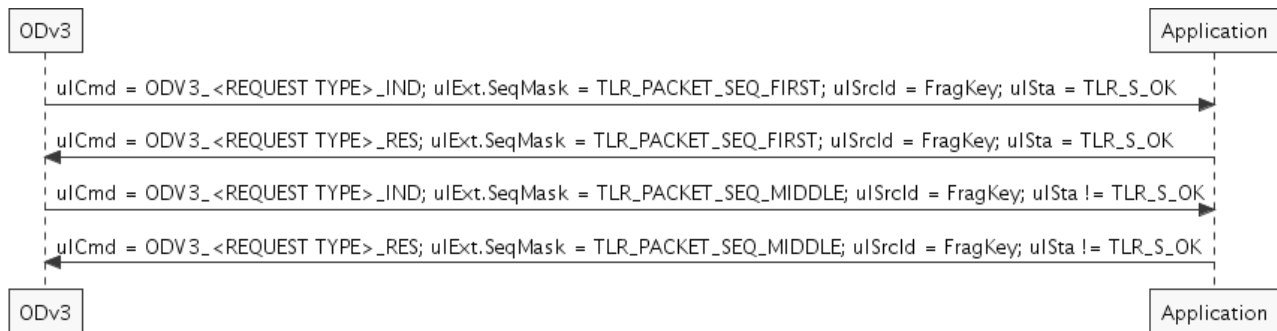 ODv3 Application
ulCmd = ODV3_<REQUEST TYPE>_IND; ulExt.SeqMask = TLR_PACKET_SEQ_FIRST; ulSrcId = FragKey; ulSta = TLR_S_OK
ulCmd = ODV3_<REQUEST TYPE>_RES; ulExt.SeqMask = TLR_PACKET_SEQ_FIRST; ulSrcId = FragKey; ulSta = TLR_S_OK
ulCmd = ODV3_<REQUEST TYPE>_IND; ulExt.SeqMask = TLR_PACKET_SEQ_MIDDLE; ulSrcId = FragKey; ulSta != TLR_S_OK
ulCmd = ODV3_<REQUEST TYPE>_RES; ulExt.SeqMask = TLR_PACKET_SEQ_MIDDLE; ulSrcId = FragKey; ulSta != TLR_S_OK
ODv3 Application